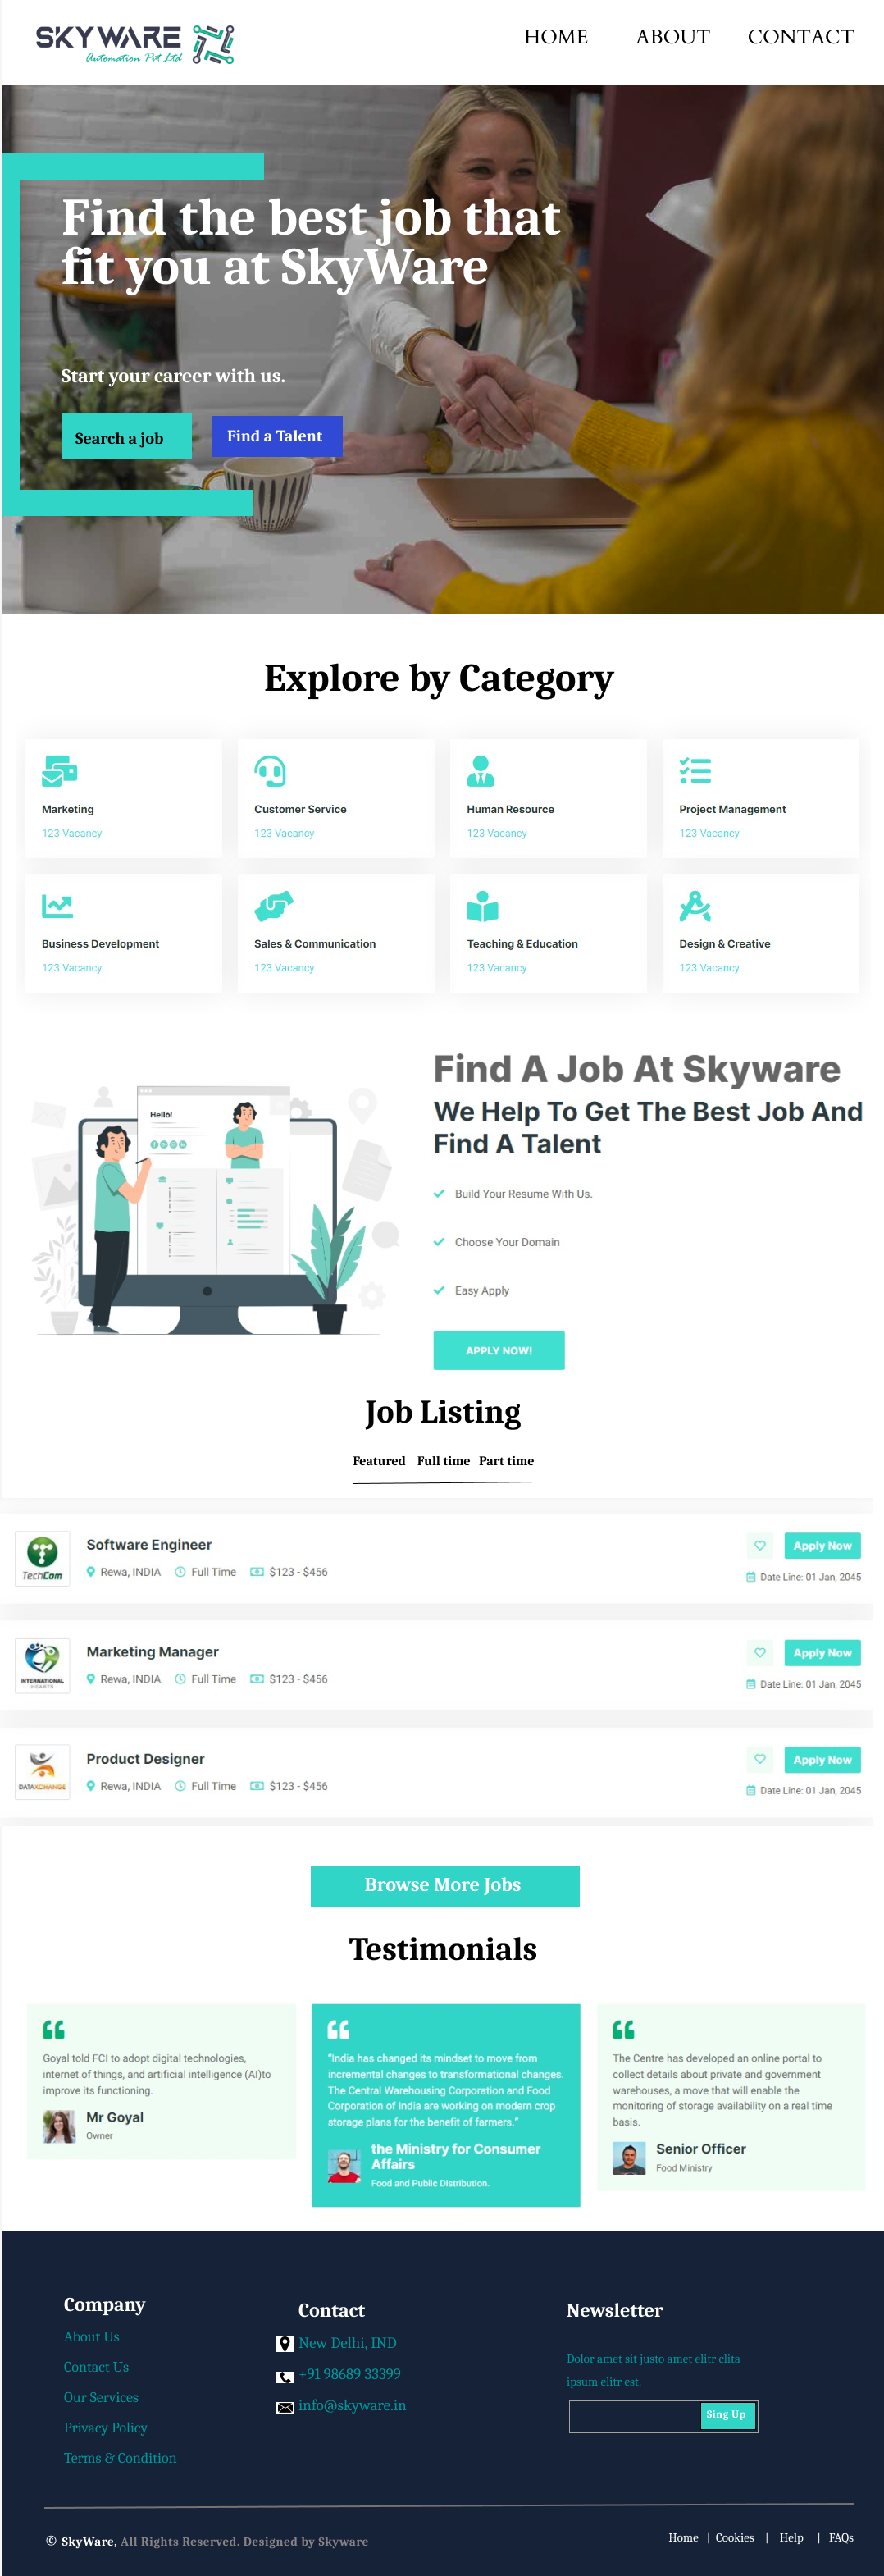 SKYWARE
Automation Pvt Ltd
HOME ABOUT CONTACT
Find the best job that
fit you at SkyWare
Start your career with us.
Search a job Find a Talent
Explore by Category
Marketing
123 Vacancy
Customer Service
123 Vacancy
Human Resource
123 Vacancy
Project Management
123 Vacancy
Business Development
123 Vacancy
Sales & Communication
123 Vacancy
Teaching & Education
123 Vacancy
Design & Creative
123 Vacancy
Hello!
Find A Job At Skyware
We Help To Get The Best Job And
Find A Talent
Build Your Resume With Us.
Choose Your Domain
Easy Apply
APPLY NOW!
Job Listing
Featured Full time Part time
TechCom
Software Engineer
Rewa, INDIA Full Time $123 - $456
Apply Now
Date Line: 01 Jan, 2045
INTERNATIONAL
HEARTS
Marketing Manager
Rewa, INDIA Full Time $123 - $456
Apply Now
Date Line: 01 Jan, 2045
DATAXCHANGE
Product Designer
Rewa, INDIA Full Time $123 - $456
Apply Now
Date Line: 01 Jan, 2045
Browse More Jobs
Testimonials
Goyal told FCI to adopt digital technologies,
internet of things, and artificial intelligence (AI)to
improve its functioning.
Mr Goyal
Owner
"India has changed its mindset to move from
incremental changes to transformational changes.
The Central Warehousing Corporation and Food
Corporation of India are working on modern crop
storage plans for the benefit of farmers."
the Ministry for Consumer
Affairs
Food and Public Distribution.
The Centre has developed an online portal to
collect details about private and government
warehouses, a move that will enable the
monitoring of storage availability on a real time
basis.
Senior Officer
Food Ministry
Company
About Us
Contact Us
Our Services
Privacy Policy
Terms & Condition
Contact
New Delhi, IND
+91 98689 33399
info@skyware.in
Newsletter
Dolor amet sit justo amet elitr clita
ipsum elitr est.
Sing Up
© SkyWare, All Rights Reserved. Designed by Skyware
Home | Cookies | Help | FAQs